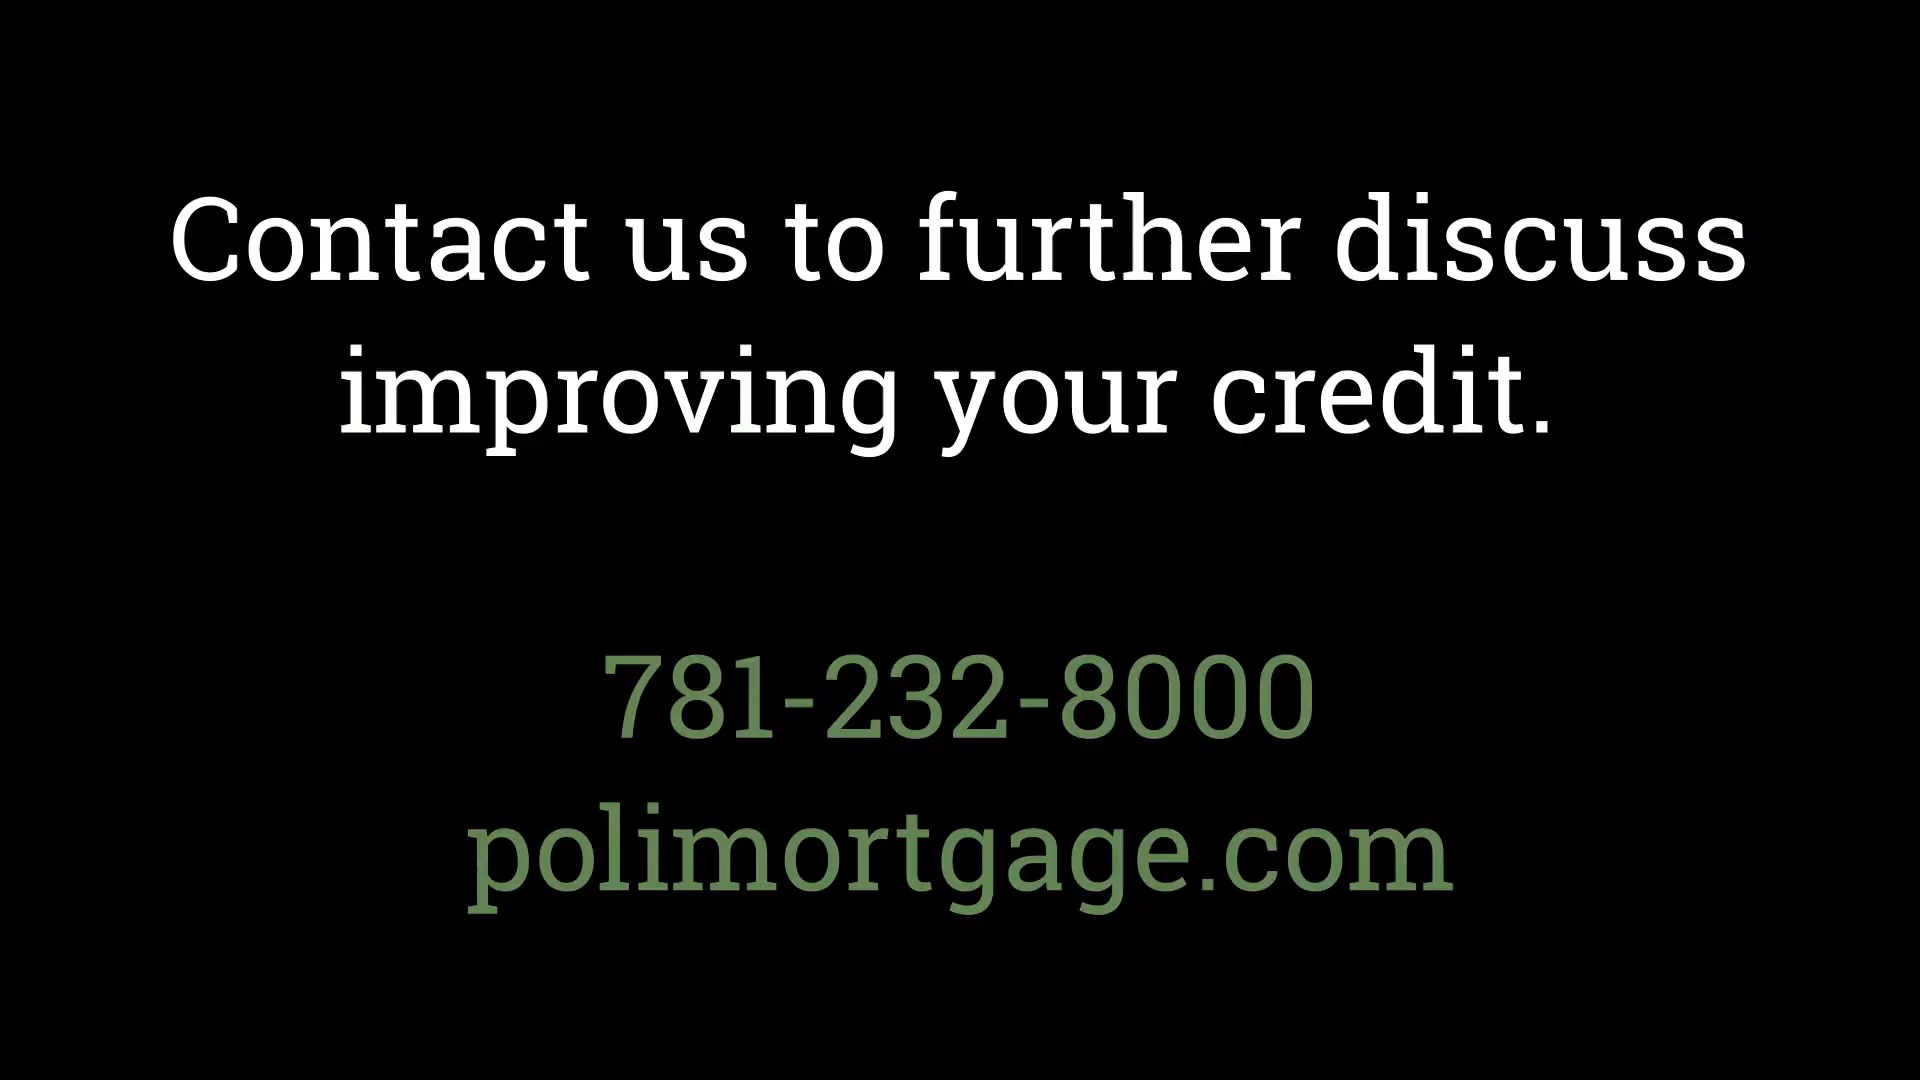 Contact us to further discuss
improving your credit.
781-232-8000
polimortgage.com